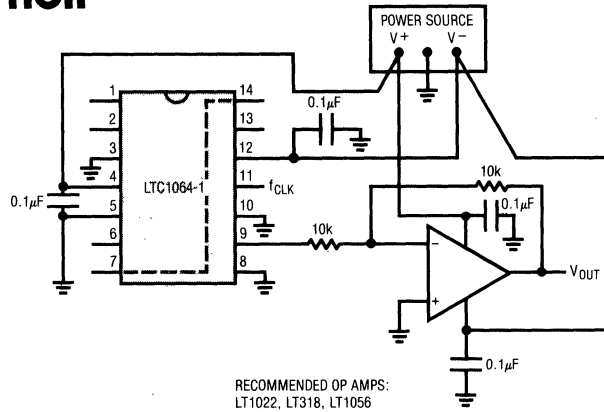 POWER SOURCE
V+ V−
1 14
0.1µF
2 13
3 12
4 LTC1064-1 11 fCLK
10k
0.1µF
5 10
0.1µF
10k
6 9
−
7 8
VOUT
+
0.1µF
RECOMMENDED OP AMPS:
LT1022, LT318, LT1056